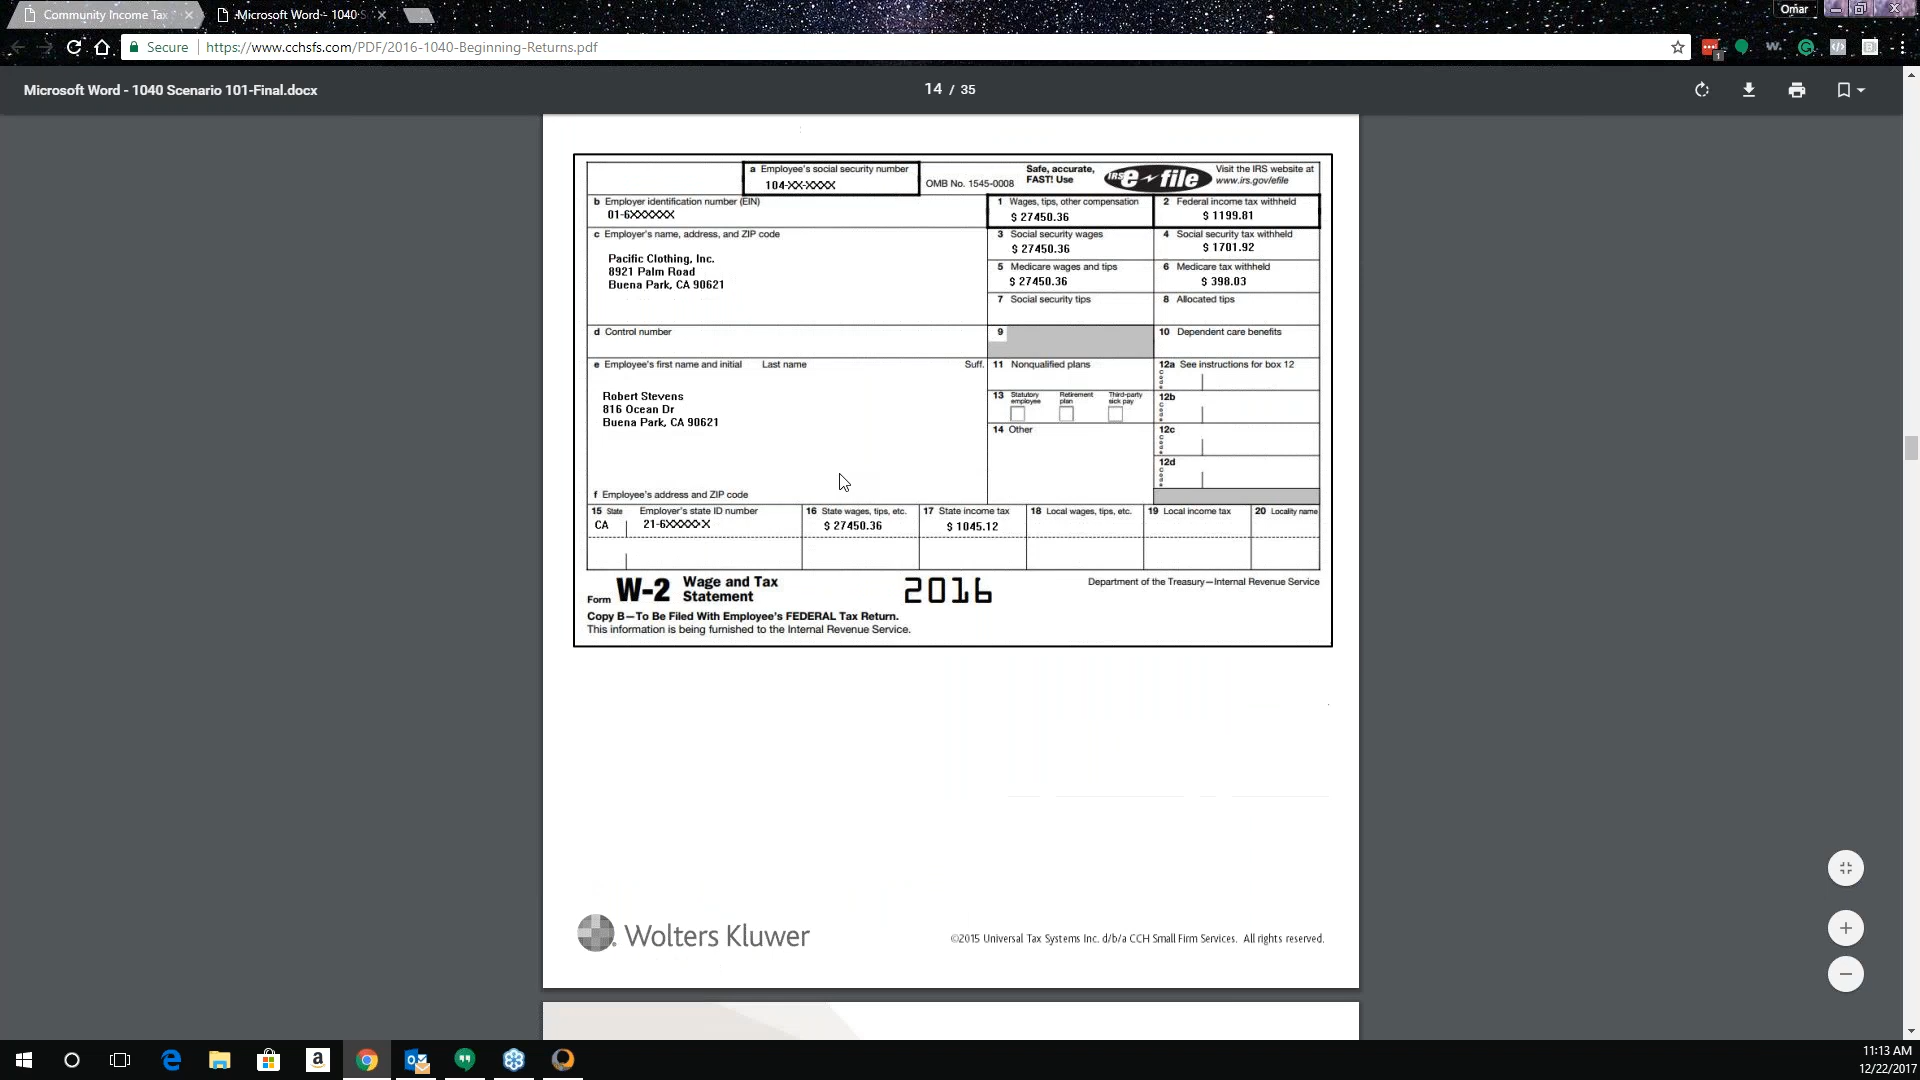 Community Income Tax
Microsoft Word - 1040 S
Omar
Secure
https://www.cchsfs.com/PDF/2016-1040-Beginning-Returns.pdf
Microsoft Word - 1040 Scenario 101-Final.docx
14 / 35
a Employee's social security number
104-XX-XXXX
OMB No. 1545-0008
Safe, accurate,
FAST! Use
IRS e-file
Visit the IRS website at
www.irs.gov/efile
b Employer identification number (EIN)
01-6XXXXXX
1 Wages, tips, other compensation
$ 27450.36
2 Federal income tax withheld
$ 1199.81
c Employer's name, address, and ZIP code
Pacific Clothing, Inc.
8921 Palm Road
Buena Park, CA 90621
3 Social security wages
$ 27450.36
4 Social security tax withheld
$ 1701.92
5 Medicare wages and tips
$ 27450.36
6 Medicare tax withheld
$ 398.03
7 Social security tips
8 Allocated tips
d Control number
9
10 Dependent care benefits
e Employee's first name and initial Last name Suff.
Robert Stevens
816 Ocean Dr
Buena Park, CA 90621
11 Nonqualified plans
12a See instructions for box 12
Code
13 Statutory employee Retirement plan Third-party sick pay
12b
Code
14 Other
12c
Code
12d
Code
f Employee's address and ZIP code
15 State Employer's state ID number
CA 21-6XXXXX-X
16 State wages, tips, etc.
$ 27450.36
17 State income tax
$ 1045.12
18 Local wages, tips, etc.
19 Local income tax
20 Locality name
Form W-2 Wage and Tax
Statement
2016
Department of the Treasury—Internal Revenue Service
Copy B—To Be Filed With Employee's FEDERAL Tax Return.
This information is being furnished to the Internal Revenue Service.
Wolters Kluwer
©2015 Universal Tax Systems Inc. d/b/a CCH Small Firm Services. All rights reserved.
11:13 AM
12/22/2017